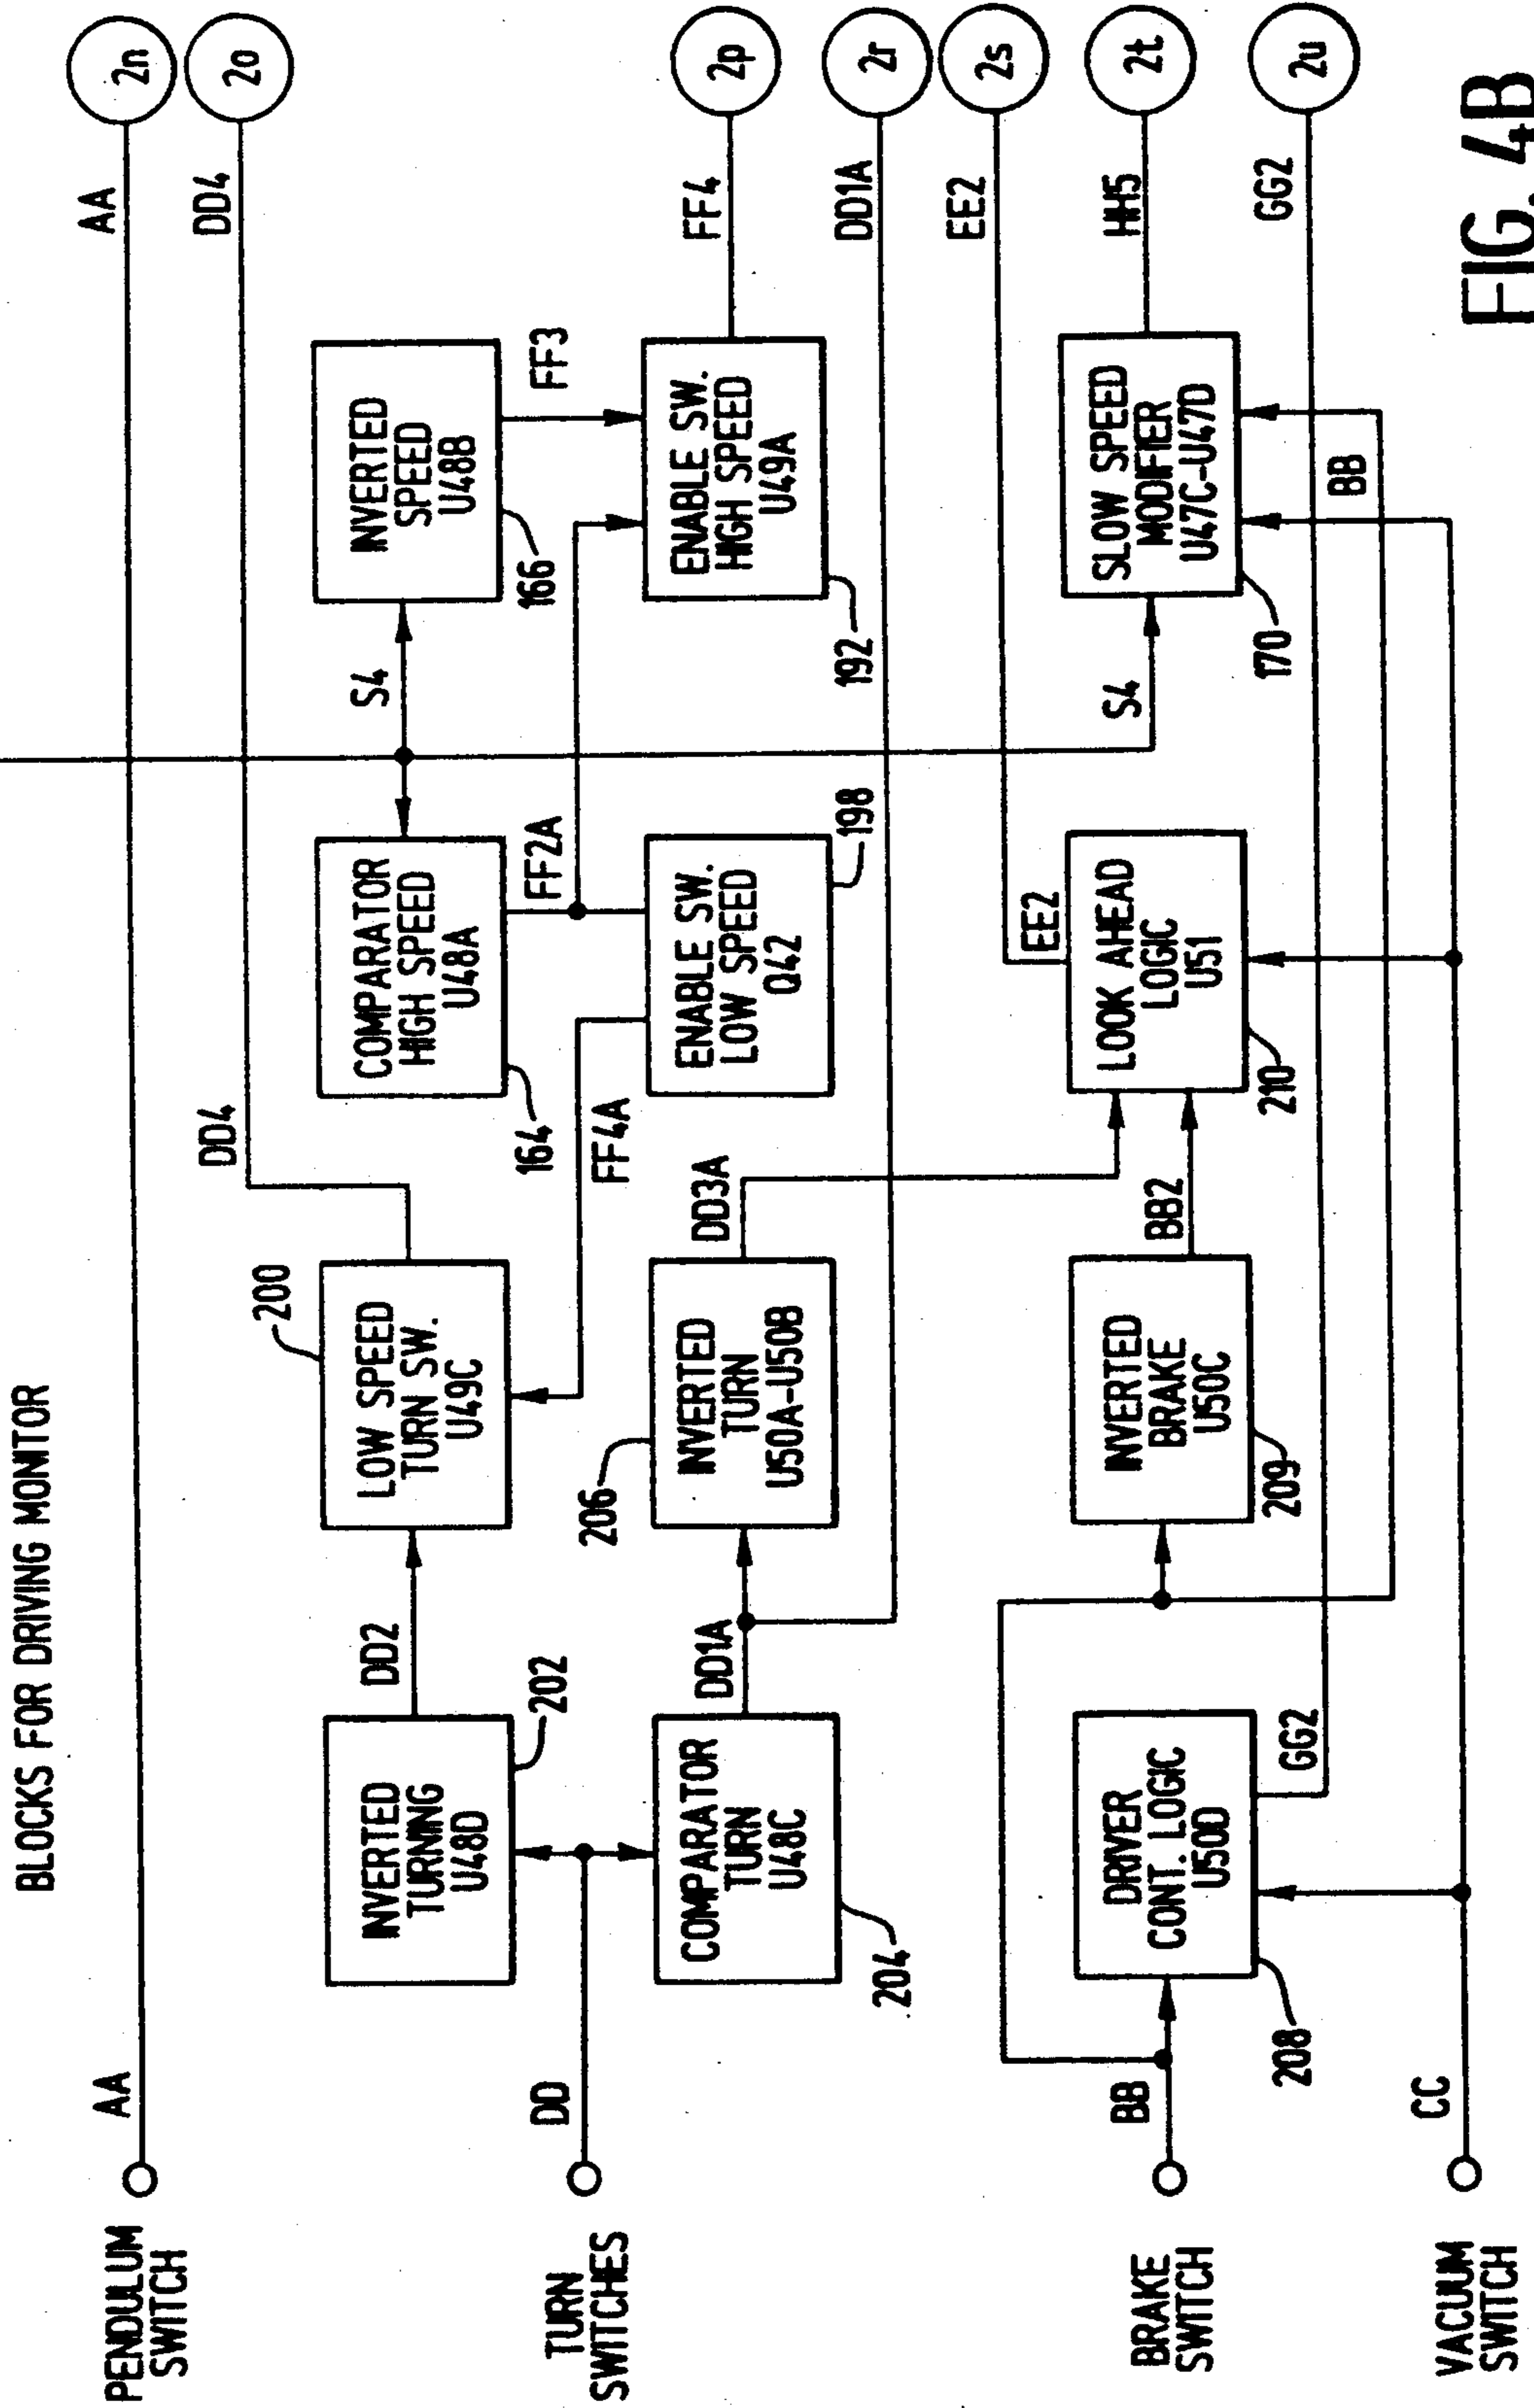 BLOCKS FOR DRIVING MONITOR
PENDULUM
SWITCH
AA
AA
2n
DD4
DD4
2o
INVERTED
TURNING
U48D
202
DD2
LOW SPEED
TURN SW.
U49C
200
COMPARATOR
HIGH SPEED
U48A
164
S4
INVERTED
SPEED
U48B
166
FF2A
FF3
FF4A
TURN
SWITCHES
DD
COMPARATOR
TURN
U48C
204
DD1A
INVERTED
TURN
U50A-U50B
206
DD3A
ENABLE SW.
LOW SPEED
Q42
198
ENABLE SW.
HIGH SPEED
U49A
192
FF4
2p
DD1A
2r
EE2
2s
BRAKE
SWITCH
BB
DRIVER
CONT. LOGIC
U50D
208
GG2
INVERTED
BRAKE
U50C
209
BB2
LOOK AHEAD
LOGIC
U51
210
EE2
S4
SLOW SPEED
MODIFIER
U47C-U47D
170
HH5
2t
GG2
2u
BB
VACUUM
SWITCH
CC
FIG. 4B